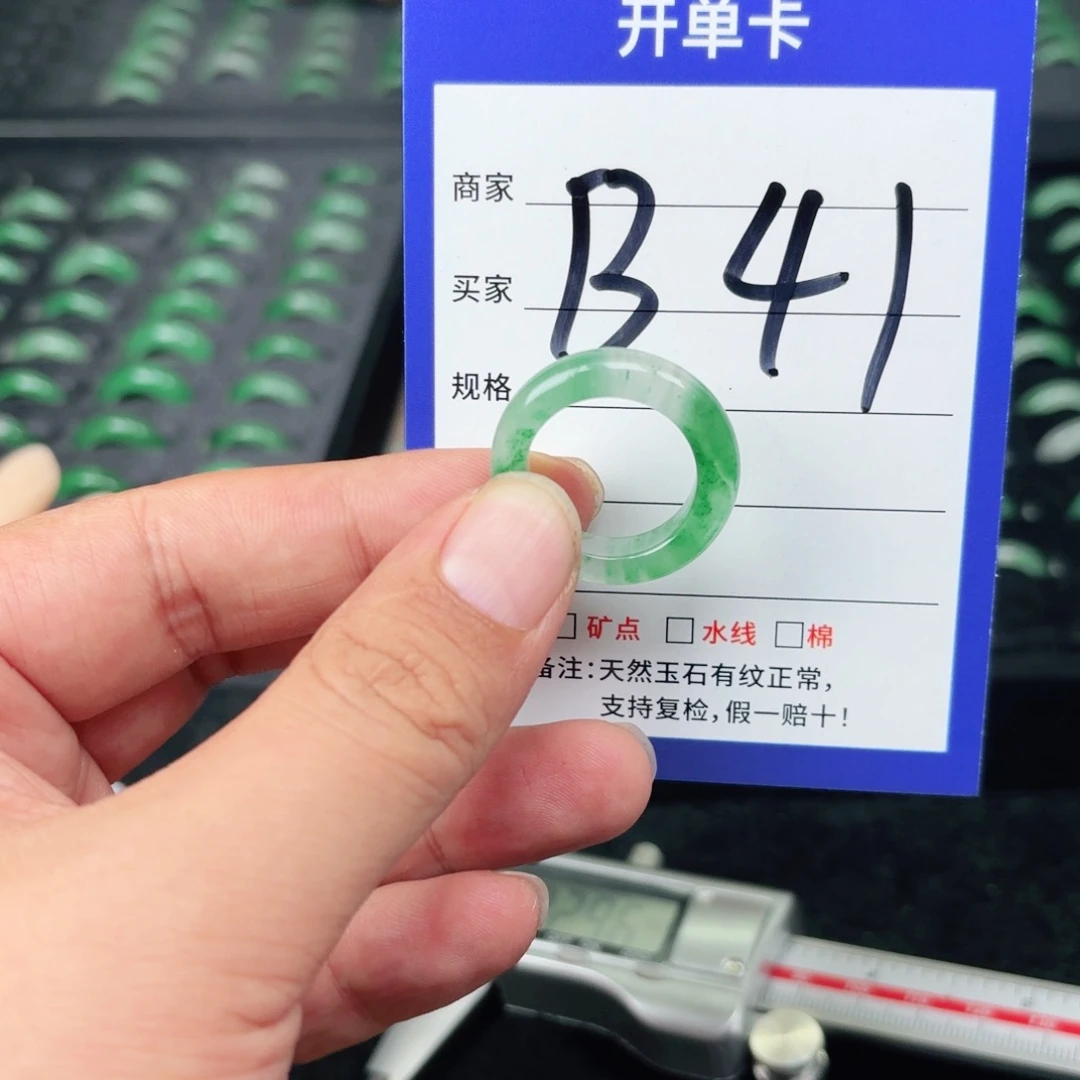 开单卡
商家
B41
买家
规格
矿点 水线 棉
备注：天然玉石有纹正常，
支持复检，假一赔十！